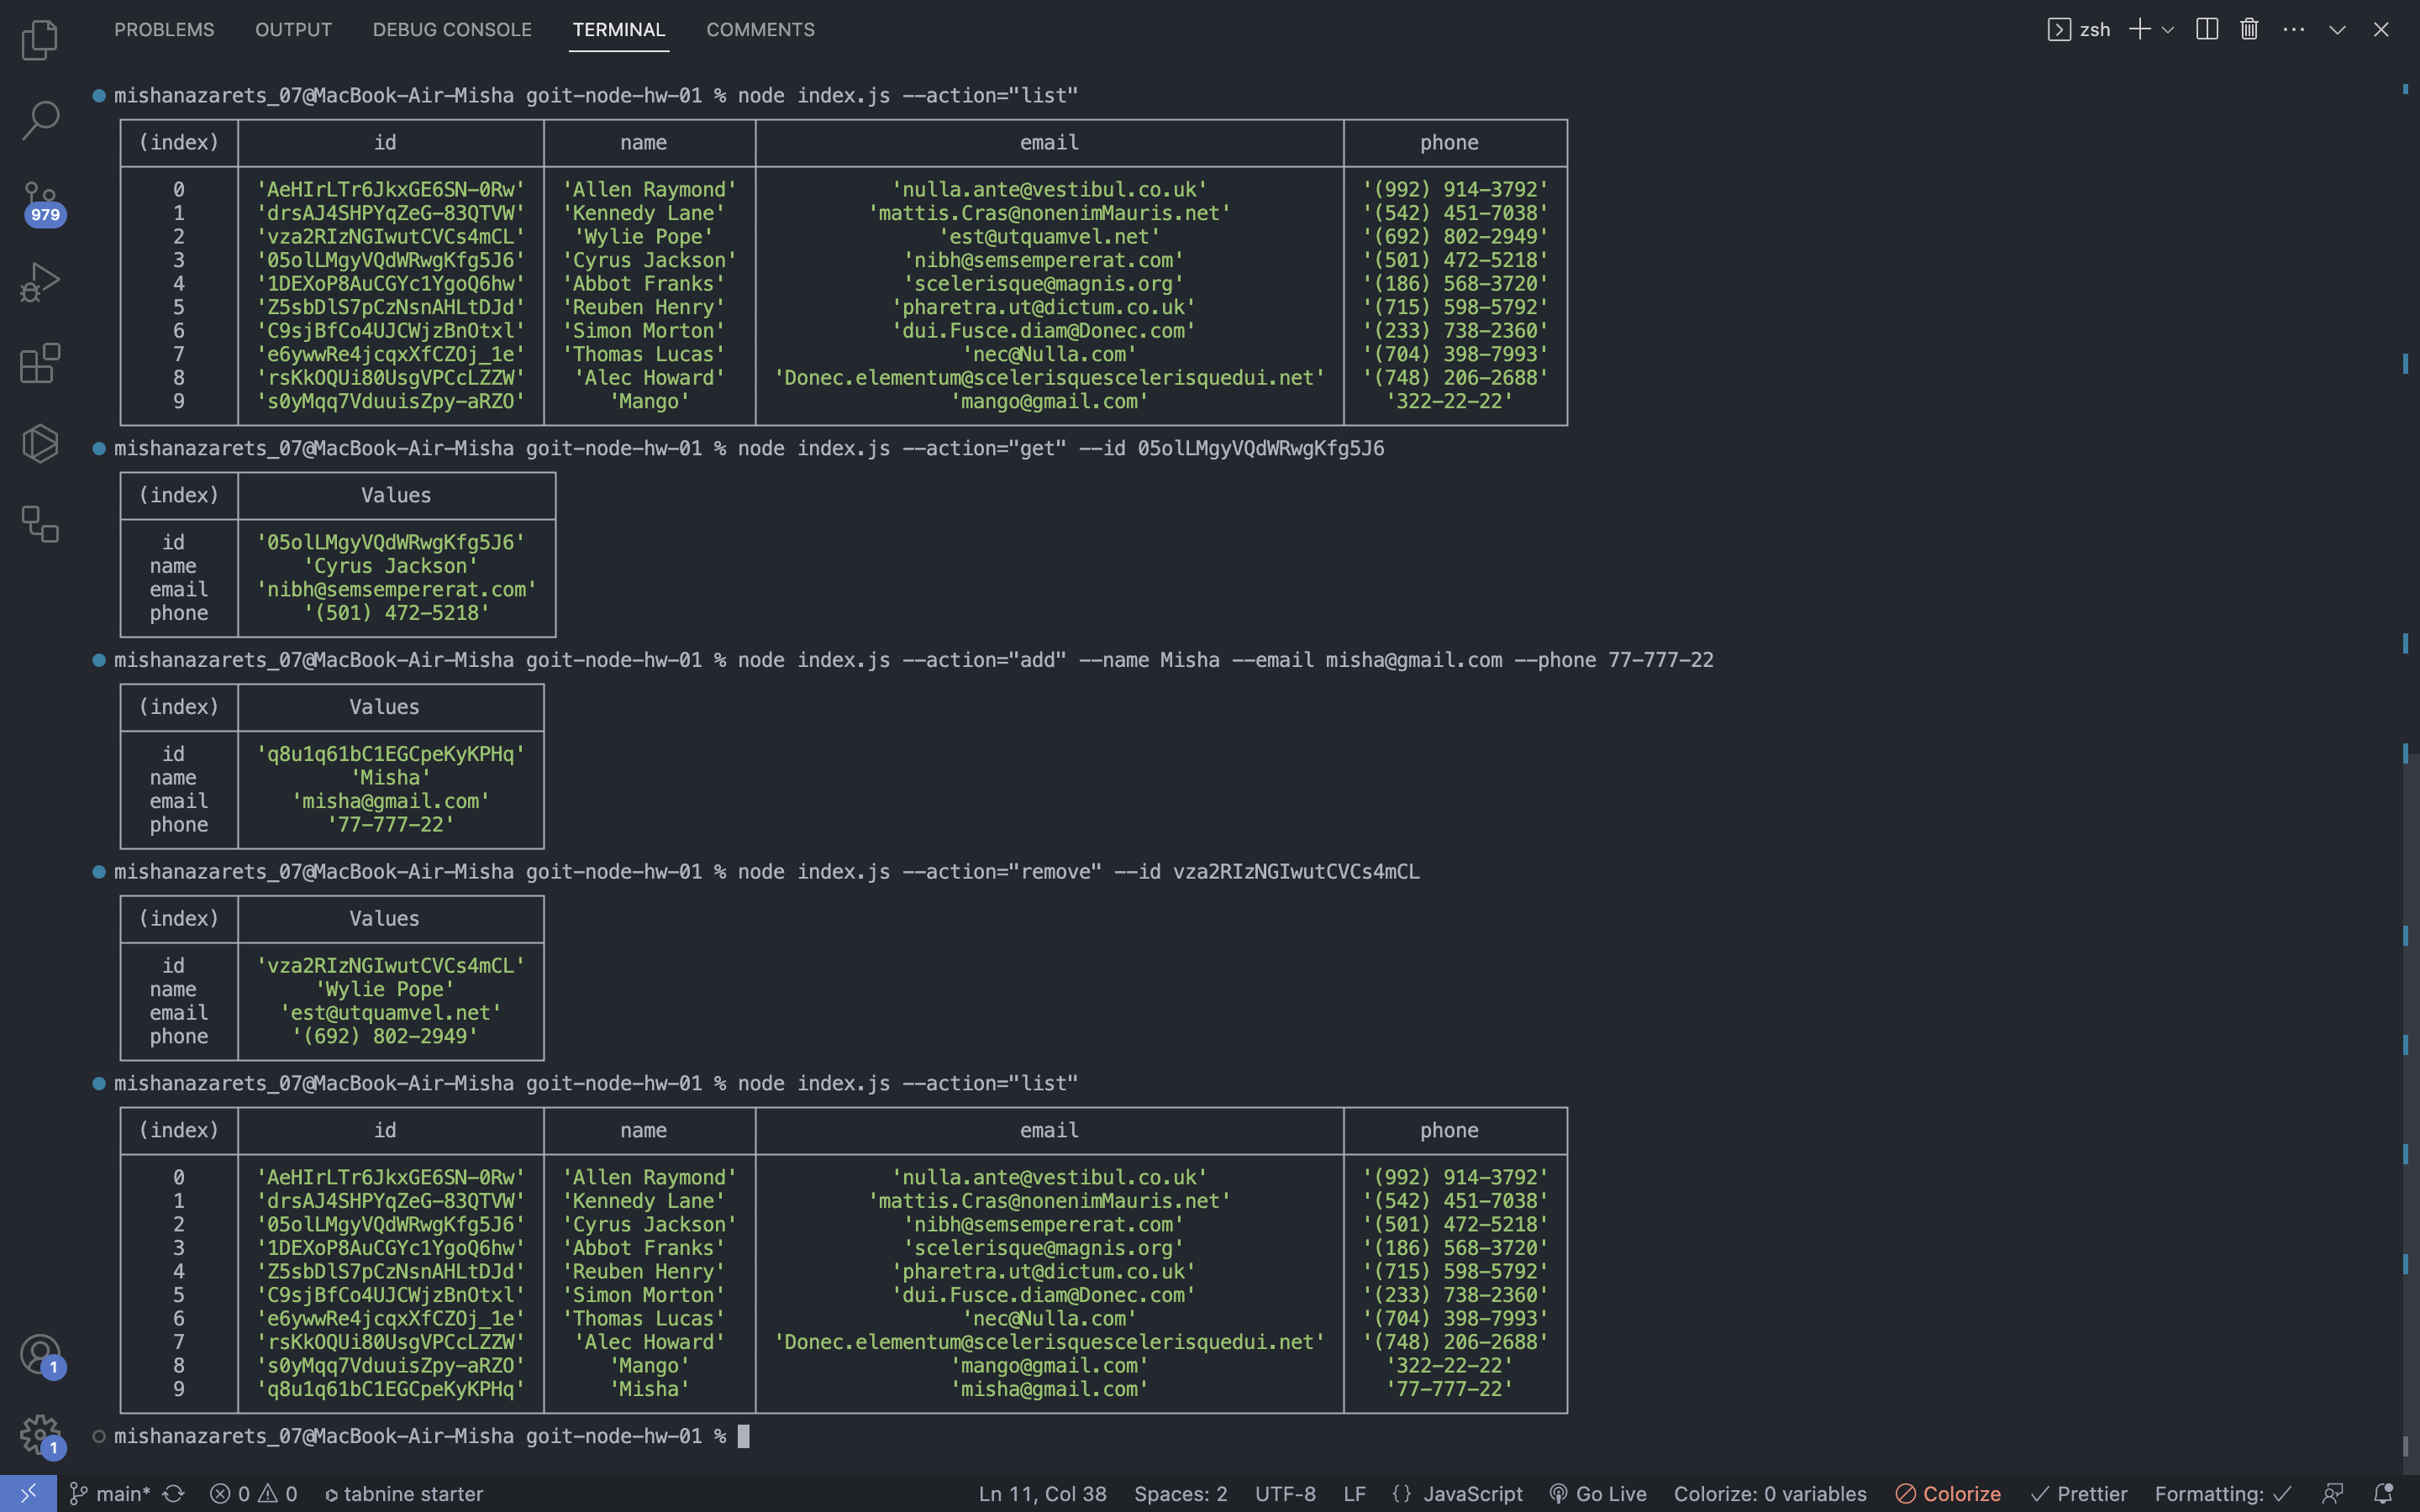 PROBLEMS OUTPUT DEBUG CONSOLE TERMINAL COMMENTS zsh
979
1
1
mishanazarets_07@MacBook-Air-Misha goit-node-hw-01 % node index.js --action="list"
(index) id name email phone
0 'AeHIrLTr6JkxGE6SN-0Rw' 'Allen Raymond' 'nulla.ante@vestibul.co.uk' '(992) 914-3792'
1 'drsAJ4SHPYqZeG-83QTVW' 'Kennedy Lane' 'mattis.Cras@nonenimMauris.net' '(542) 451-7038'
2 'vza2RIzNGIwutCVCs4mCL' 'Wylie Pope' 'est@utquamvel.net' '(692) 802-2949'
3 '05olLMgyVQdWRwgKfg5J6' 'Cyrus Jackson' 'nibh@semsempererat.com' '(501) 472-5218'
4 '1DEXoP8AuCGYc1YgoQ6hw' 'Abbot Franks' 'scelerisque@magnis.org' '(186) 568-3720'
5 'Z5sbDlS7pCzNsnAHLtDJd' 'Reuben Henry' 'pharetra.ut@dictum.co.uk' '(715) 598-5792'
6 'C9sjBfCo4UJCWjzBnOtxl' 'Simon Morton' 'dui.Fusce.diam@Donec.com' '(233) 738-2360'
7 'e6ywwRe4jcqxXfCZOj_1e' 'Thomas Lucas' 'nec@Nulla.com' '(704) 398-7993'
8 'rsKkOQUi80UsgVPCcLZZW' 'Alec Howard' 'Donec.elementum@scelerisquescelerisquedui.net' '(748) 206-2688'
9 's0yMqq7VduuisZpy-aRZO' 'Mango' 'mango@gmail.com' '322-22-22'
mishanazarets_07@MacBook-Air-Misha goit-node-hw-01 % node index.js --action="get" --id 05olLMgyVQdWRwgKfg5J6
(index) Values
id '05olLMgyVQdWRwgKfg5J6'
name 'Cyrus Jackson'
email 'nibh@semsempererat.com'
phone '(501) 472-5218'
mishanazarets_07@MacBook-Air-Misha goit-node-hw-01 % node index.js --action="add" --name Misha --email misha@gmail.com --phone 77-777-22
(index) Values
id 'q8u1q61bC1EGCpeKyKPHq'
name 'Misha'
email 'misha@gmail.com'
phone '77-777-22'
mishanazarets_07@MacBook-Air-Misha goit-node-hw-01 % node index.js --action="remove" --id vza2RIzNGIwutCVCs4mCL
(index) Values
id 'vza2RIzNGIwutCVCs4mCL'
name 'Wylie Pope'
email 'est@utquamvel.net'
phone '(692) 802-2949'
mishanazarets_07@MacBook-Air-Misha goit-node-hw-01 % node index.js --action="list"
(index) id name email phone
0 'AeHIrLTr6JkxGE6SN-0Rw' 'Allen Raymond' 'nulla.ante@vestibul.co.uk' '(992) 914-3792'
1 'drsAJ4SHPYqZeG-83QTVW' 'Kennedy Lane' 'mattis.Cras@nonenimMauris.net' '(542) 451-7038'
2 '05olLMgyVQdWRwgKfg5J6' 'Cyrus Jackson' 'nibh@semsempererat.com' '(501) 472-5218'
3 '1DEXoP8AuCGYc1YgoQ6hw' 'Abbot Franks' 'scelerisque@magnis.org' '(186) 568-3720'
4 'Z5sbDlS7pCzNsnAHLtDJd' 'Reuben Henry' 'pharetra.ut@dictum.co.uk' '(715) 598-5792'
5 'C9sjBfCo4UJCWjzBnOtxl' 'Simon Morton' 'dui.Fusce.diam@Donec.com' '(233) 738-2360'
6 'e6ywwRe4jcqxXfCZOj_1e' 'Thomas Lucas' 'nec@Nulla.com' '(704) 398-7993'
7 'rsKkOQUi80UsgVPCcLZZW' 'Alec Howard' 'Donec.elementum@scelerisquescelerisquedui.net' '(748) 206-2688'
8 's0yMqq7VduuisZpy-aRZO' 'Mango' 'mango@gmail.com' '322-22-22'
9 'q8u1q61bC1EGCpeKyKPHq' 'Misha' 'misha@gmail.com' '77-777-22'
mishanazarets_07@MacBook-Air-Misha goit-node-hw-01 %
main* 0 0 tabnine starter Ln 11, Col 38 Spaces: 2 UTF-8 LF {} JavaScript Go Live Colorize: 0 variables Colorize Prettier Formatting: